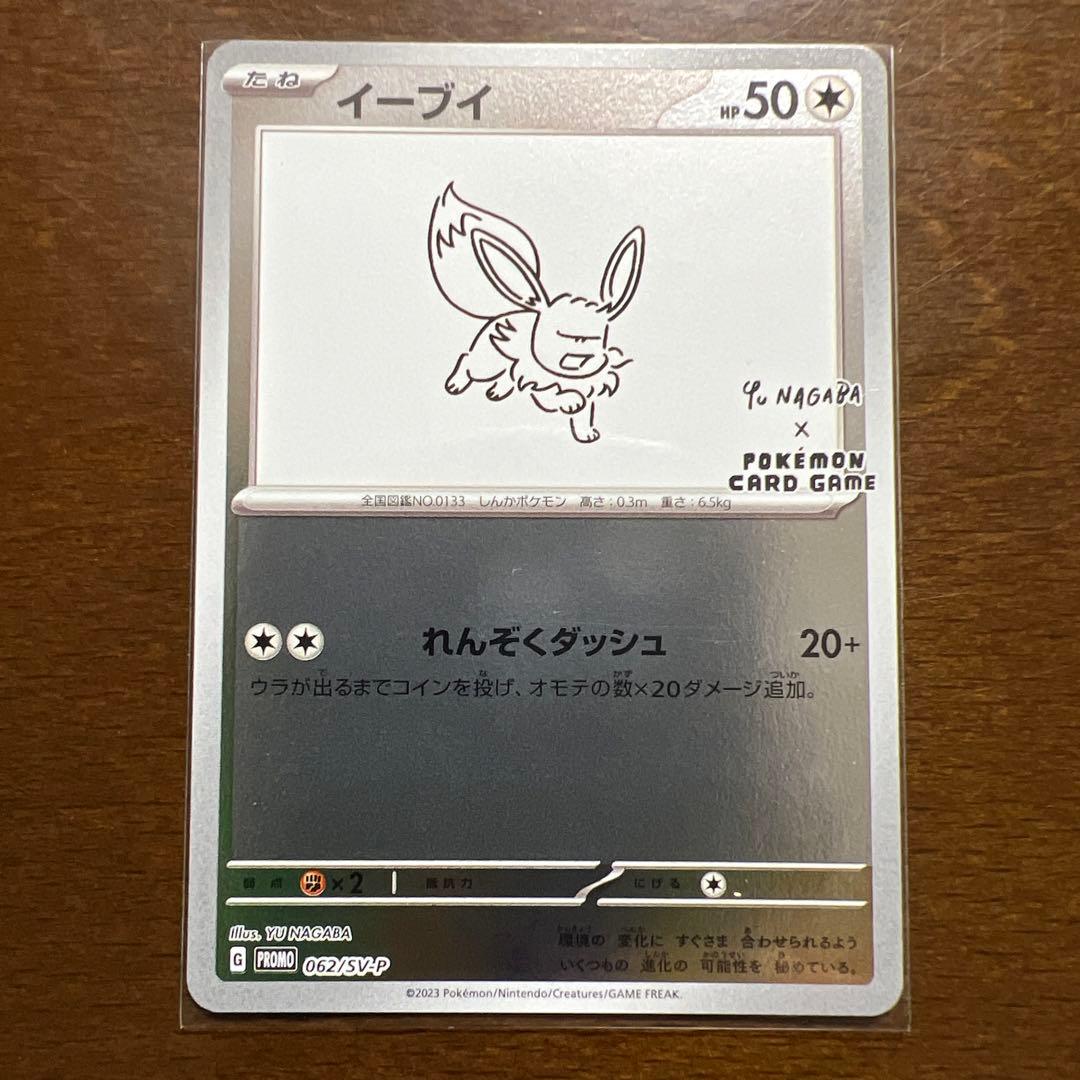 たね
イーブイ
HP50
Yu NAGABA
×
POKÉMON
CARD GAME
全国図鑑NO.0133 しんかポケモン 高さ:0.3m 重さ:6.5kg
れんぞくダッシュ 20+
ウラが出るまでコインを投げ、オモテの数×20ダメージ追加。
弱点 ×2 抵抗力 にげる
Illus. YU NAGABA
G PROMO 062/SV-P
環境の 変化に すぐさま 合わせられるよう
いくつもの 進化の 可能性を 秘めている。
©2023 Pokémon/Nintendo/Creatures/GAME FREAK.